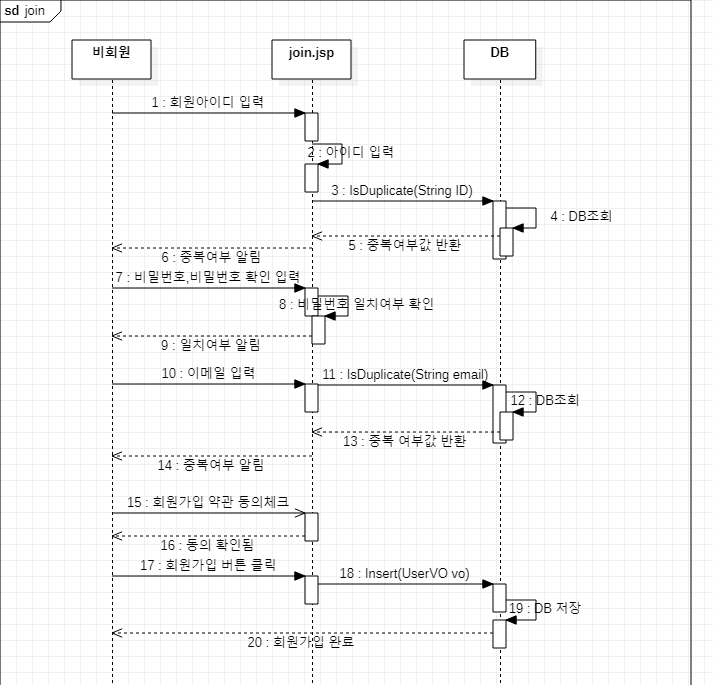 sd join
비회원
join.jsp
DB
1 : 회원아이디 입력
2 : 아이디 입력
3 : IsDuplicate(String ID)
4 : DB조회
5 : 중복여부값 반환
6 : 중복여부 알림
7 : 비밀번호,비밀번호 확인 입력
8 : 비밀번호 일치여부 확인
9 : 일치여부 알림
10 : 이메일 입력
11 : IsDuplicate(String email)
12 : DB조회
13 : 중복 여부값 반환
14 : 중복여부 알림
15 : 회원가입 약관 동의체크
16 : 동의 확인됨
17 : 회원가입 버튼 클릭
18 : Insert(UserVO vo)
19 : DB 저장
20 : 회원가입 완료